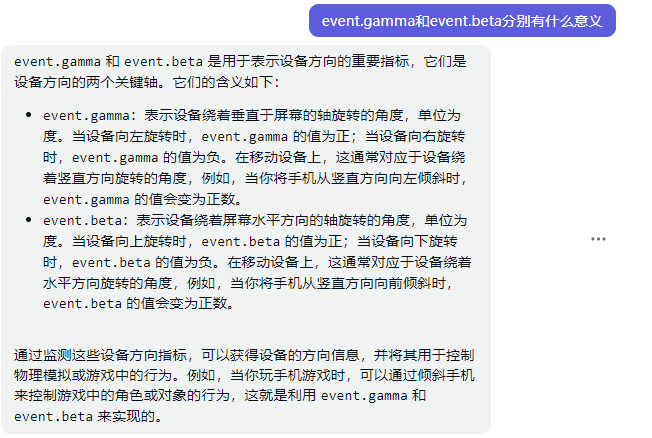 event.gamma和event.beta分别有什么意义
event.gamma 和 event.beta 是用于表示设备方向的重要指标，它们是
设备方向的两个关键轴。它们的含义如下：
• event.gamma：表示设备绕着垂直于屏幕的轴旋转的角度，单位为
度。当设备向左旋转时，event.gamma 的值为正；当设备向右旋转
时，event.gamma 的值为负。在移动设备上，这通常对应于设备绕
着竖直方向旋转的角度，例如，当你将手机从竖直方向向左倾斜时，
event.gamma 的值会变为正数。
• event.beta：表示设备绕着屏幕水平方向的轴旋转的角度，单位为
度。当设备向上旋转时，event.beta 的值为正；当设备向下旋转
时，event.beta 的值为负。在移动设备上，这通常对应于设备绕着
水平方向旋转的角度，例如，当你将手机从竖直方向向前倾斜时，
event.beta 的值会变为正数。
通过监测这些设备方向指标，可以获得设备的方向信息，并将其用于控制
物理模拟或游戏中的行为。例如，当你玩手机游戏时，可以通过倾斜手机
来控制游戏中的角色或对象的行为，这就是利用 event.gamma 和
event.beta 来实现的。